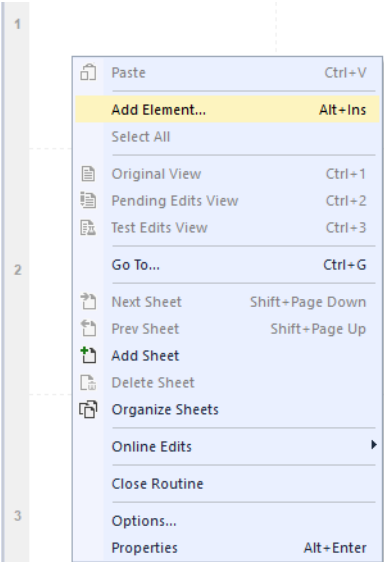 1
Paste Ctrl+V
Add Element... Alt+Ins
Select All
Original View Ctrl+1
Pending Edits View Ctrl+2
Test Edits View Ctrl+3
2
Go To... Ctrl+G
Next Sheet Shift+Page Down
Prev Sheet Shift+Page Up
Add Sheet
Delete Sheet
Organize Sheets
Online Edits
Close Routine
3
Options...
Properties Alt+Enter